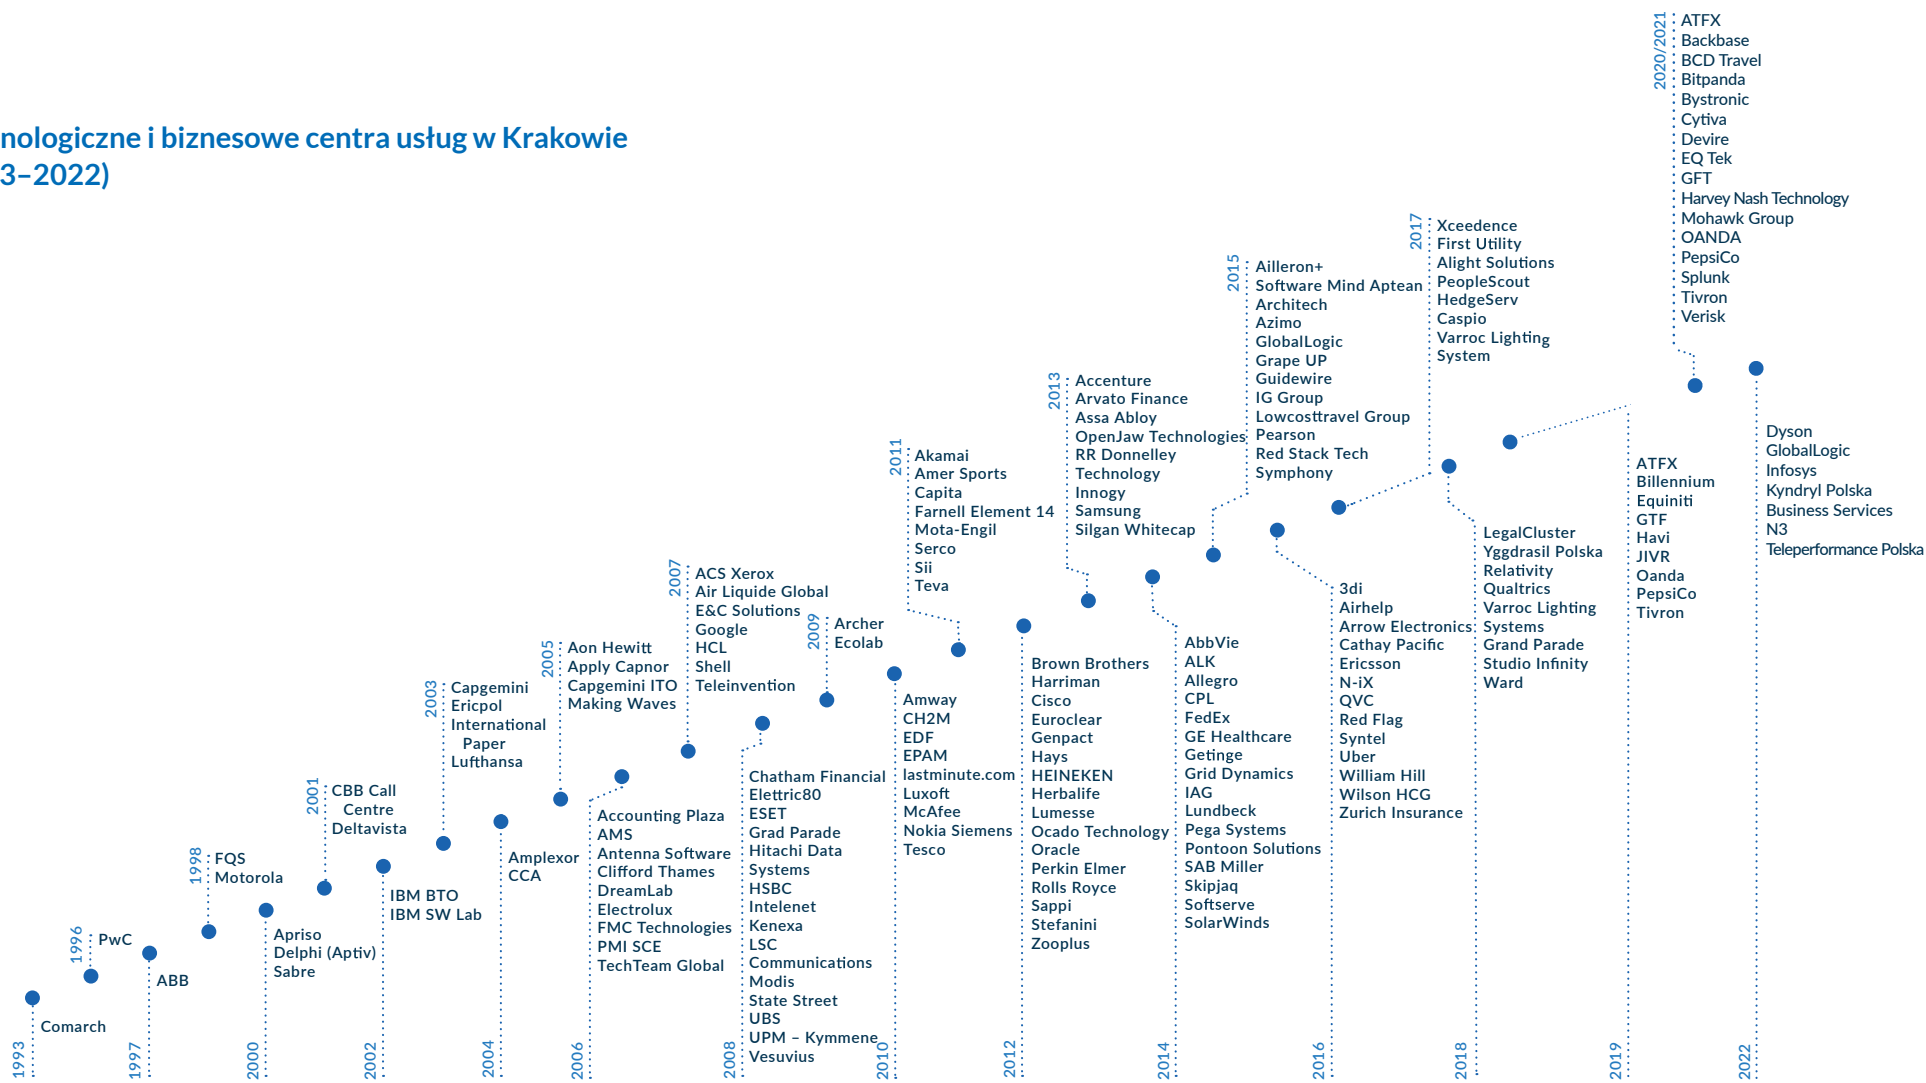 nologiczne i biznesowe centra usług w Krakowie
3–2022)
1993
Comarch
1996
PwC
1997
ABB
1998
FQS
Motorola
2000
Apriso
Delphi (Aptiv)
Sabre
2001
CBB Call
Centre
Deltavista
2002
IBM BTO
IBM SW Lab
2003
Capgemini
Ericpol
International
Paper
Lufthansa
2004
Amplexor
CCA
2005
Aon Hewitt
Apply Capnor
Capgemini ITO
Making Waves
2006
Accounting Plaza
AMS
Antenna Software
Clifford Thames
DreamLab
Electrolux
FMC Technologies
PMI SCE
TechTeam Global
2007
ACS Xerox
Air Liquide Global
E&C Solutions
Google
HCL
Shell
Teleinvention
2008
Chatham Financial
Elettric80
ESET
Grad Parade
Hitachi Data
Systems
HSBC
Intelenet
Kenexa
LSC
Communications
Modis
State Street
UBS
UPM – Kymmene
Vesuvius
2009
Archer
Ecolab
2010
Amway
CH2M
EDF
EPAM
lastminute.com
Luxoft
McAfee
Nokia Siemens
Tesco
2011
Akamai
Amer Sports
Capita
Farnell Element 14
Mota-Engil
Serco
Sii
Teva
2012
Brown Brothers
Harriman
Cisco
Euroclear
Genpact
Hays
HEINEKEN
Herbalife
Lumesse
Ocado Technology
Oracle
Perkin Elmer
Rolls Royce
Sappi
Stefanini
Zooplus
2013
Accenture
Arvato Finance
Assa Abloy
OpenJaw Technologies
RR Donnelley
Technology
Innogy
Samsung
Silgan Whitecap
2014
AbbVie
ALK
Allegro
CPL
FedEx
GE Healthcare
Getinge
Grid Dynamics
IAG
Lundbeck
Pega Systems
Pontoon Solutions
SAB Miller
Skipjaq
Softserve
SolarWinds
2015
Ailleron+
Software Mind Aptean
Architech
Azimo
GlobalLogic
Grape UP
Guidewire
IG Group
Lowcosttravel Group
Pearson
Red Stack Tech
Symphony
2016
3di
Airhelp
Arrow Electronics
Cathay Pacific
Ericsson
N-iX
QVC
Red Flag
Syntel
Uber
William Hill
Wilson HCG
Zurich Insurance
2017
Xceedence
First Utility
Alight Solutions
PeopleScout
HedgeServ
Caspio
Varroc Lighting
System
2018
LegalCluster
Yggdrasil Polska
Relativity
Qualtrics
Varroc Lighting
Systems
Grand Parade
Studio Infinity
Ward
2019
ATFX
Billennium
Equiniti
GTF
Havi
JIVR
Oanda
PepsiCo
Tivron
2020/2021
ATFX
Backbase
BCD Travel
Bitpanda
Bystronic
Cytiva
Devire
EQ Tek
GFT
Harvey Nash Technology
Mohawk Group
OANDA
PepsiCo
Splunk
Tivron
Verisk
2022
Dyson
GlobalLogic
Infosys
Kyndryl Polska
Business Services
N3
Teleperformance Polska